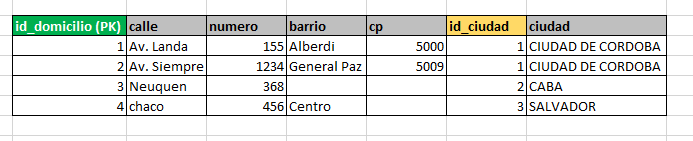 id_domicilio (PK) calle numero barrio cp id_ciudad ciudad
1 Av. Landa 155 Alberdi 5000 1 CIUDAD DE CORDOBA
2 Av. Siempre 1234 General Paz 5009 1 CIUDAD DE CORDOBA
3 Neuquen 368 2 CABA
4 chaco 456 Centro 3 SALVADOR